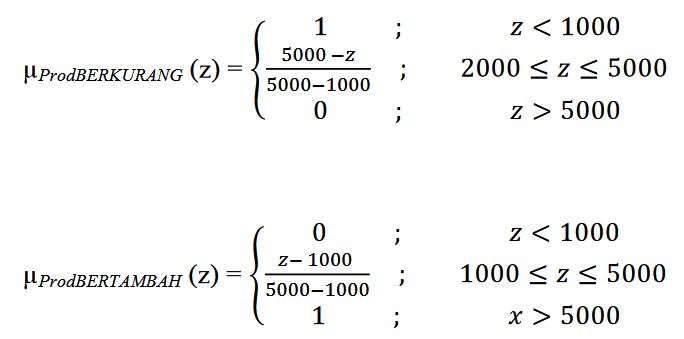 1 ; z < 1000
μProdBERKURANG (z) = { 5000 −z / 5000−1000 ; 2000 ≤ z ≤ 5000
0 ; z > 5000
0 ; z < 1000
μProdBERTAMBAH (z) = { z− 1000 / 5000−1000 ; 1000 ≤ z ≤ 5000
1 ; x > 5000